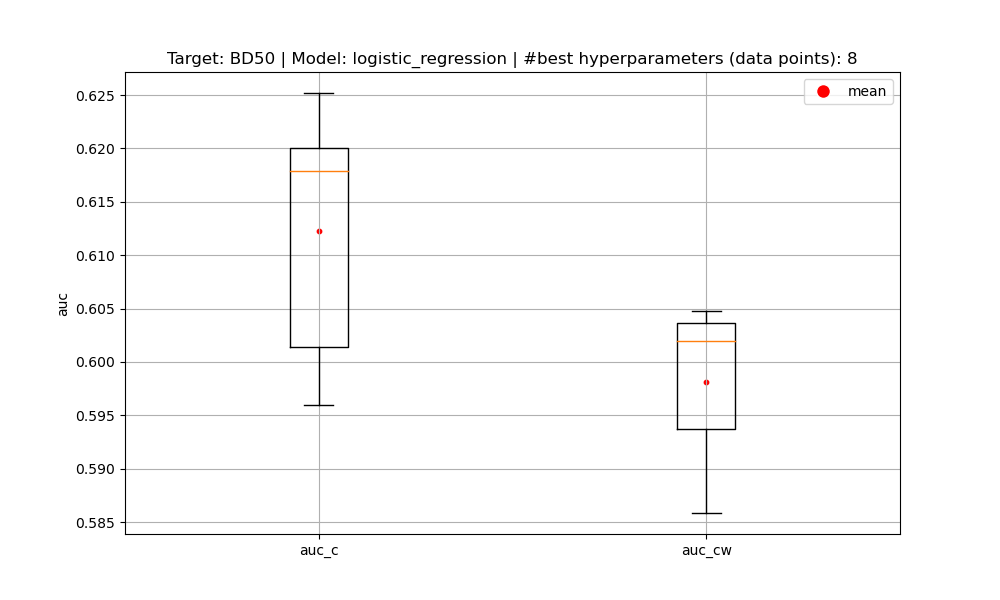 Target: BD50 | Model: logistic_regression | #best hyperparameters (data points): 8
mean
0.625
0.620
0.615
0.610
0.605
0.600
0.595
0.590
0.585
auc
auc_c
auc_cw